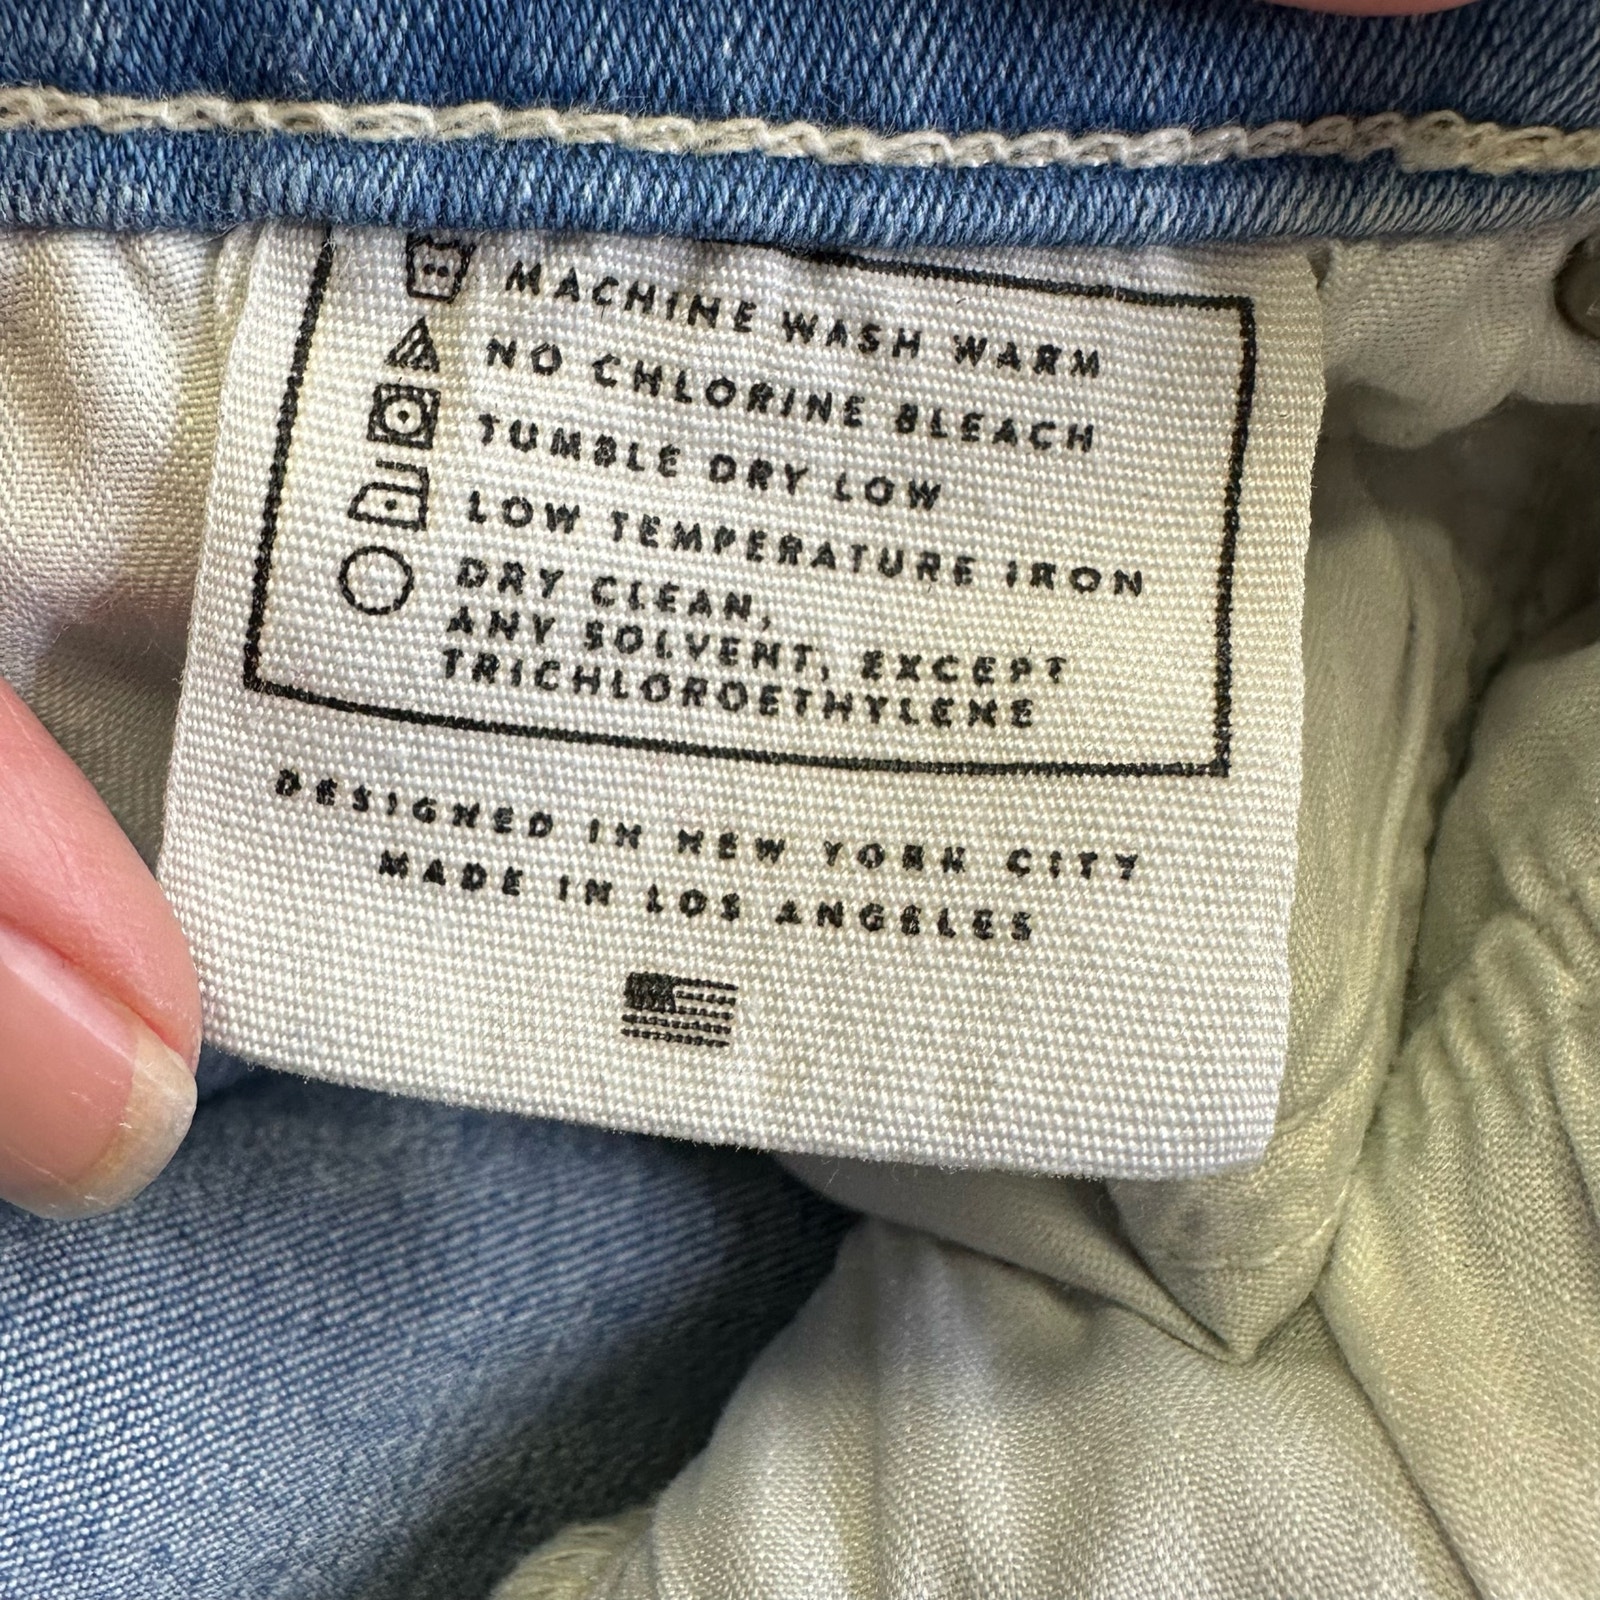 MACHINE WASH WARM
NO CHLORINE BLEACH
TUMBLE DRY LOW
LOW TEMPERATURE IRON
DRY CLEAN,
ANY SOLVENT, EXCEPT
TRICHLOROETHYLENE
DESIGNED IN NEW YORK CITY
MADE IN LOS ANGELES